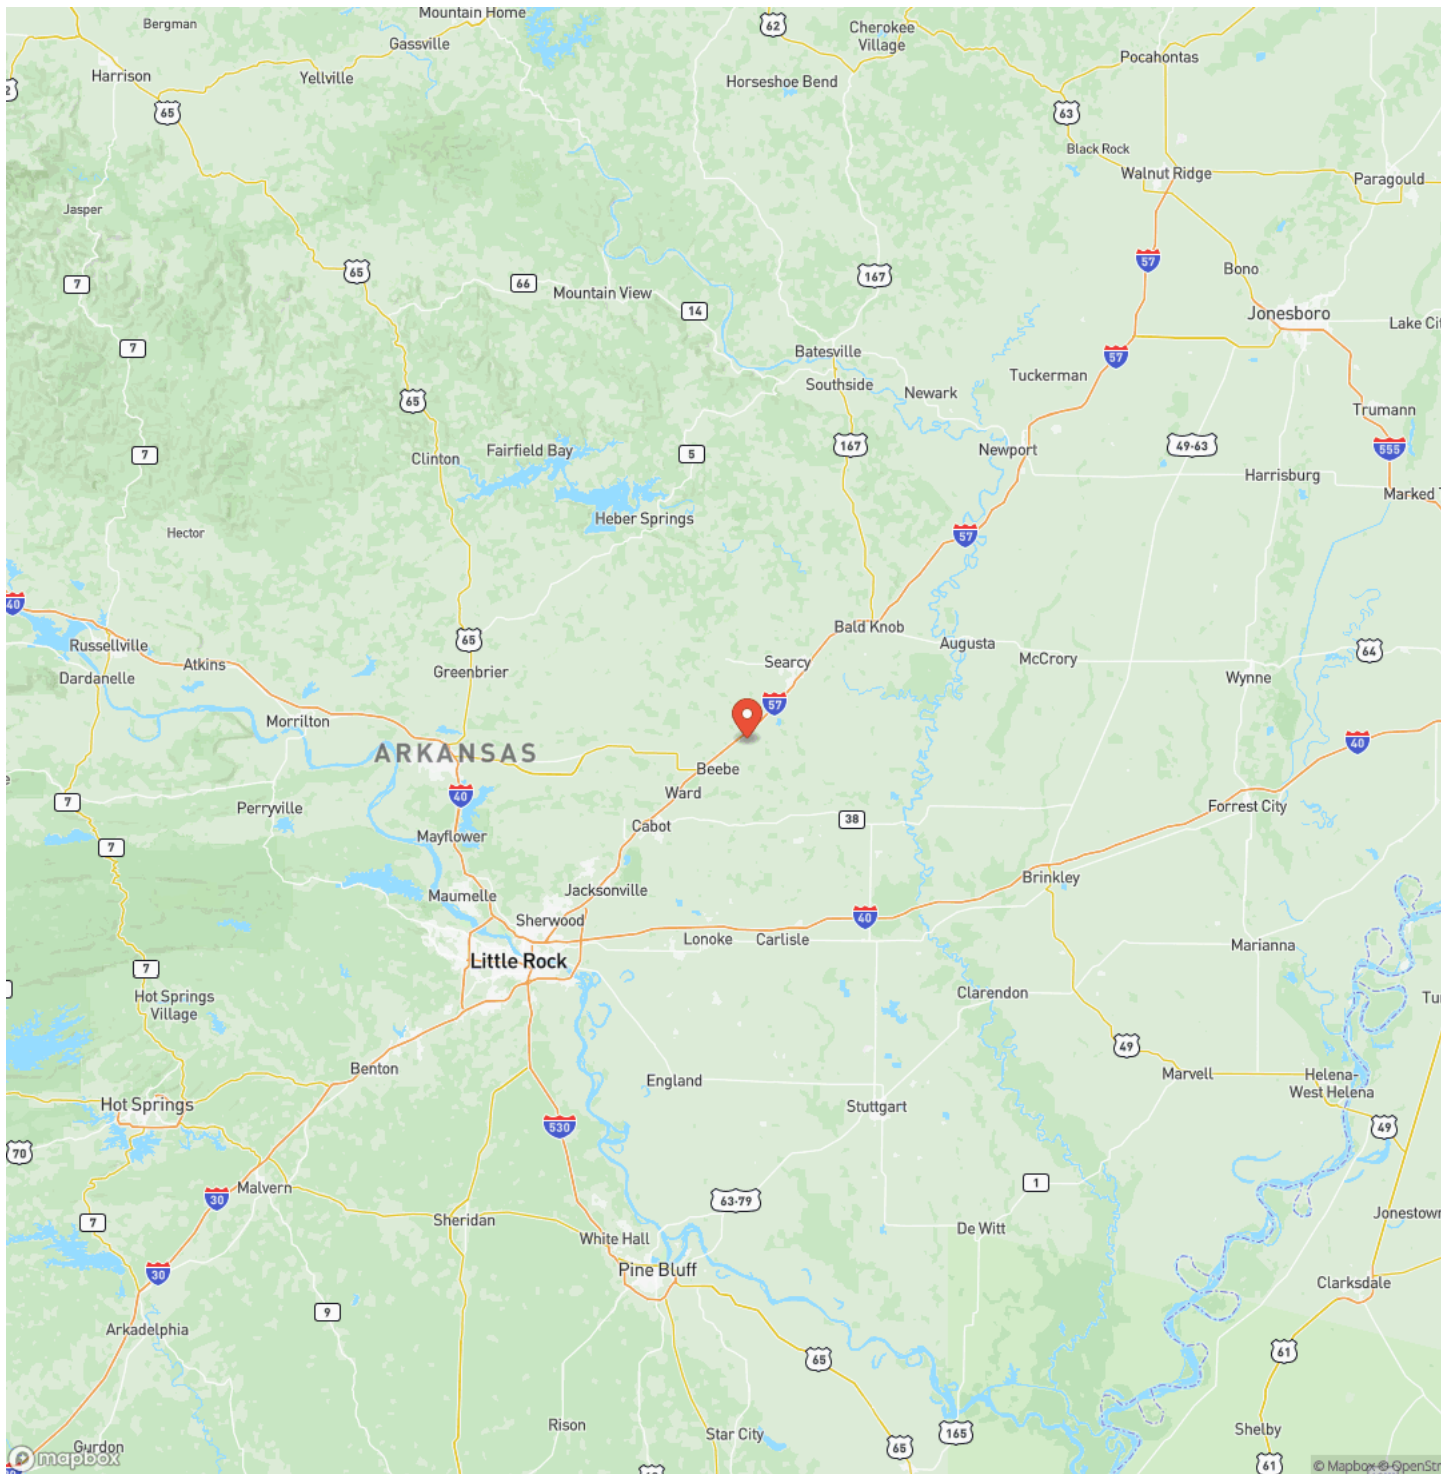 Mountain Home
Bergman
62
Cherokee
Village
Gassville
Pocahontas
Harrison
Yellville
Horseshoe Bend
2
65
63
Black Rock
Walnut Ridge
Paragould
Jasper
57
Bono
65
167
7
66
Mountain View
14
Jonesboro
Lake Cit
7
Batesville
57
Southside
Tuckerman
Newark
65
Trumann
167
49-63
555
Fairfield Bay
5
Newport
7
Clinton
Harrisburg
Marked T
Heber Springs
Hector
57
40
Bald Knob
65
Augusta
64
Russellville
McCrory
Atkins
Searcy
Greenbrier
Dardanelle
Wynne
57
Morrilton
40
ARKANSAS
Beebe
e
40
Ward
7
Perryville
Forrest City
38
Cabot
Mayflower
7
Brinkley
Jacksonville
Maumelle
40
Sherwood
Lonoke
Carlisle
Marianna
Little Rock
7
Clarendon
Hot Springs
Village
Tu
49
Benton
England
Marvell
Helena-
West Helena
Hot Springs
Stuttgart
530
49
70
Malvern
30
1
63-79
7
Sheridan
De Witt
Jonestown
White Hall
Pine Bluff
30
Clarksdale
9
Arkadelphia
61
65
Rison
Shelby
Star City
165
65
Gurdon
mapbox
61
© Mapbox © OpenStr